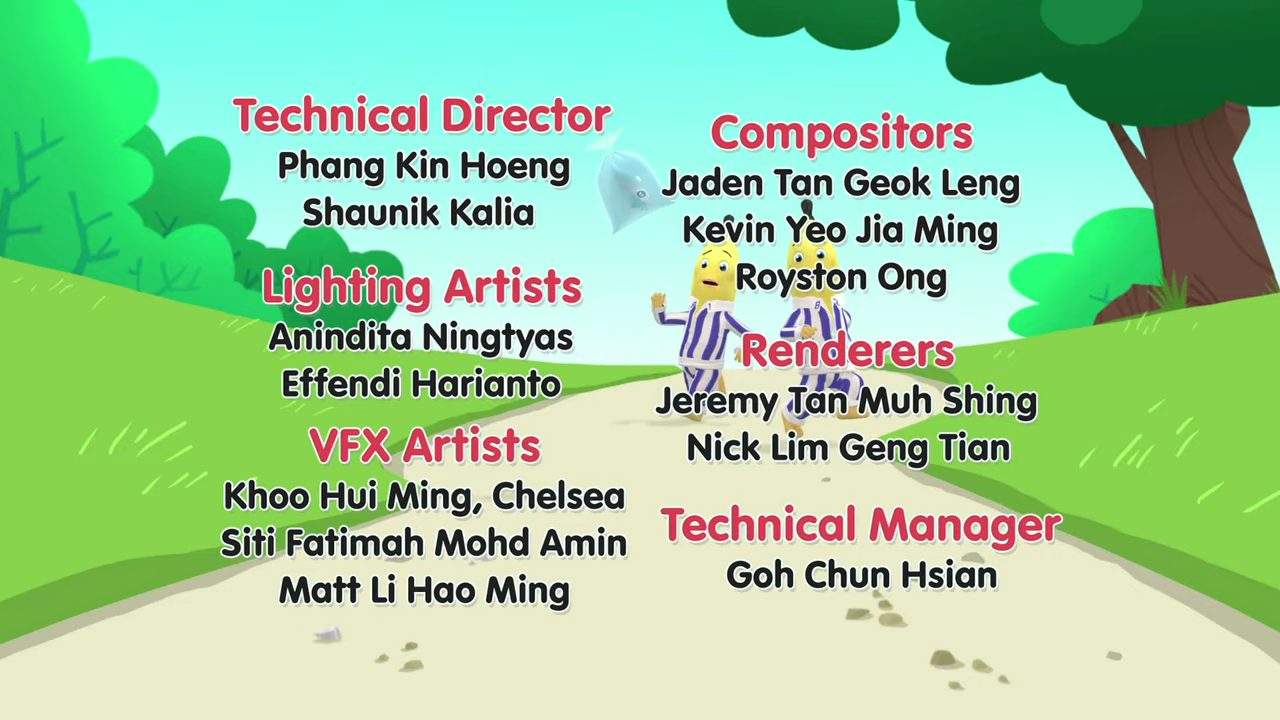 Technical Director
Phang Kin Hoeng
Shaunik Kalia
Lighting Artists
Anindita Ningtyas
Effendi Harianto
VFX Artists
Khoo Hui Ming, Chelsea
Siti Fatimah Mohd Amin
Matt Li Hao Ming
Compositors
Jaden Tan Geok Leng
Kevin Yeo Jia Ming
Royston Ong
Renderers
Jeremy Tan Muh Shing
Nick Lim Geng Tian
Technical Manager
Goh Chun Hsian